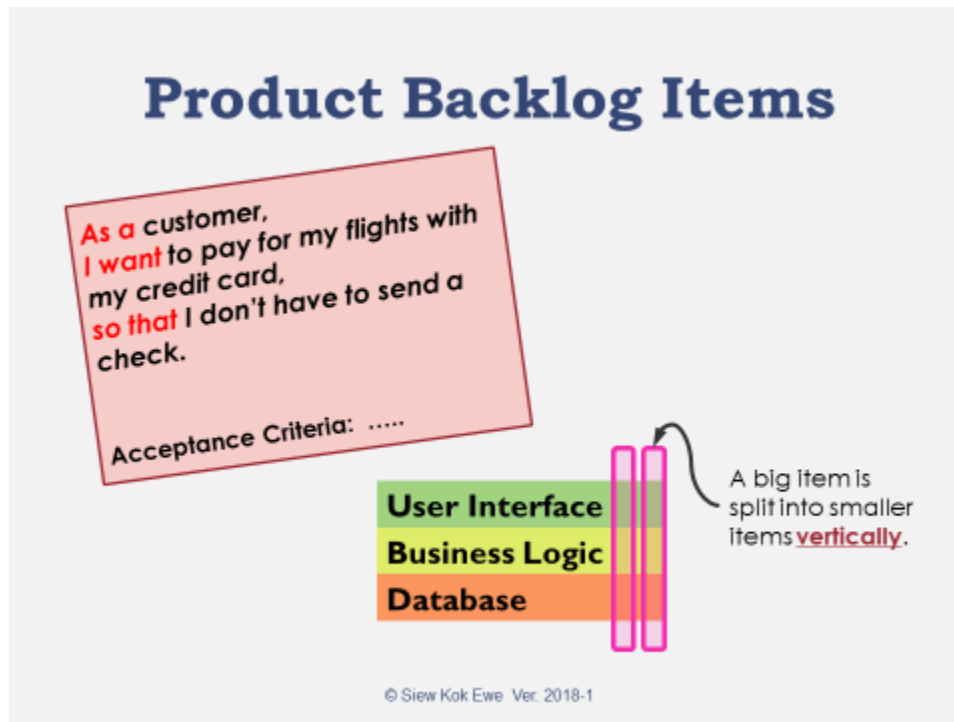 Product Backlog Items
As a customer,
I want to pay for my flights with
my credit card,
so that I don't have to send a
check.
Acceptance Criteria: .....
User Interface
Business Logic
Database
A big item is
split into smaller
items vertically.
© Siew Kok Ewe Ver. 2018-1